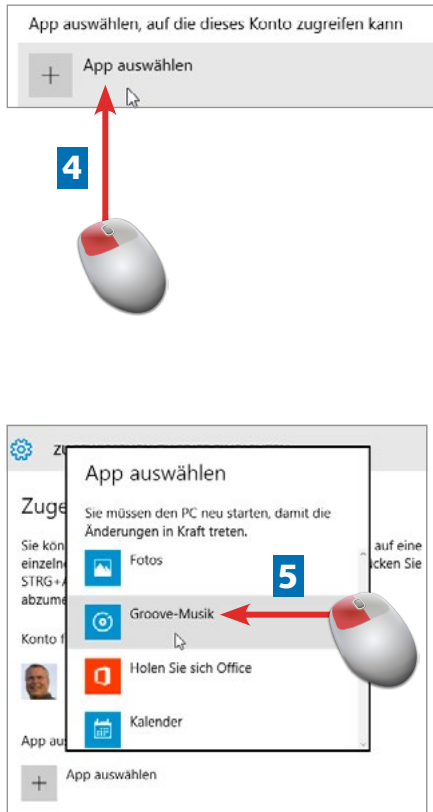 App auswählen, auf die dieses Konto zugreifen kann
App auswählen
4
App auswählen
Sie müssen den PC neu starten, damit die
Änderungen in Kraft treten.
Fotos
Groove-Musik
5
Holen Sie sich Office
Kalender
Zuge
Sie kön
auf eine
einzeln
cken Sie
STRG+A
abzume
Konto f
App au
App auswählen